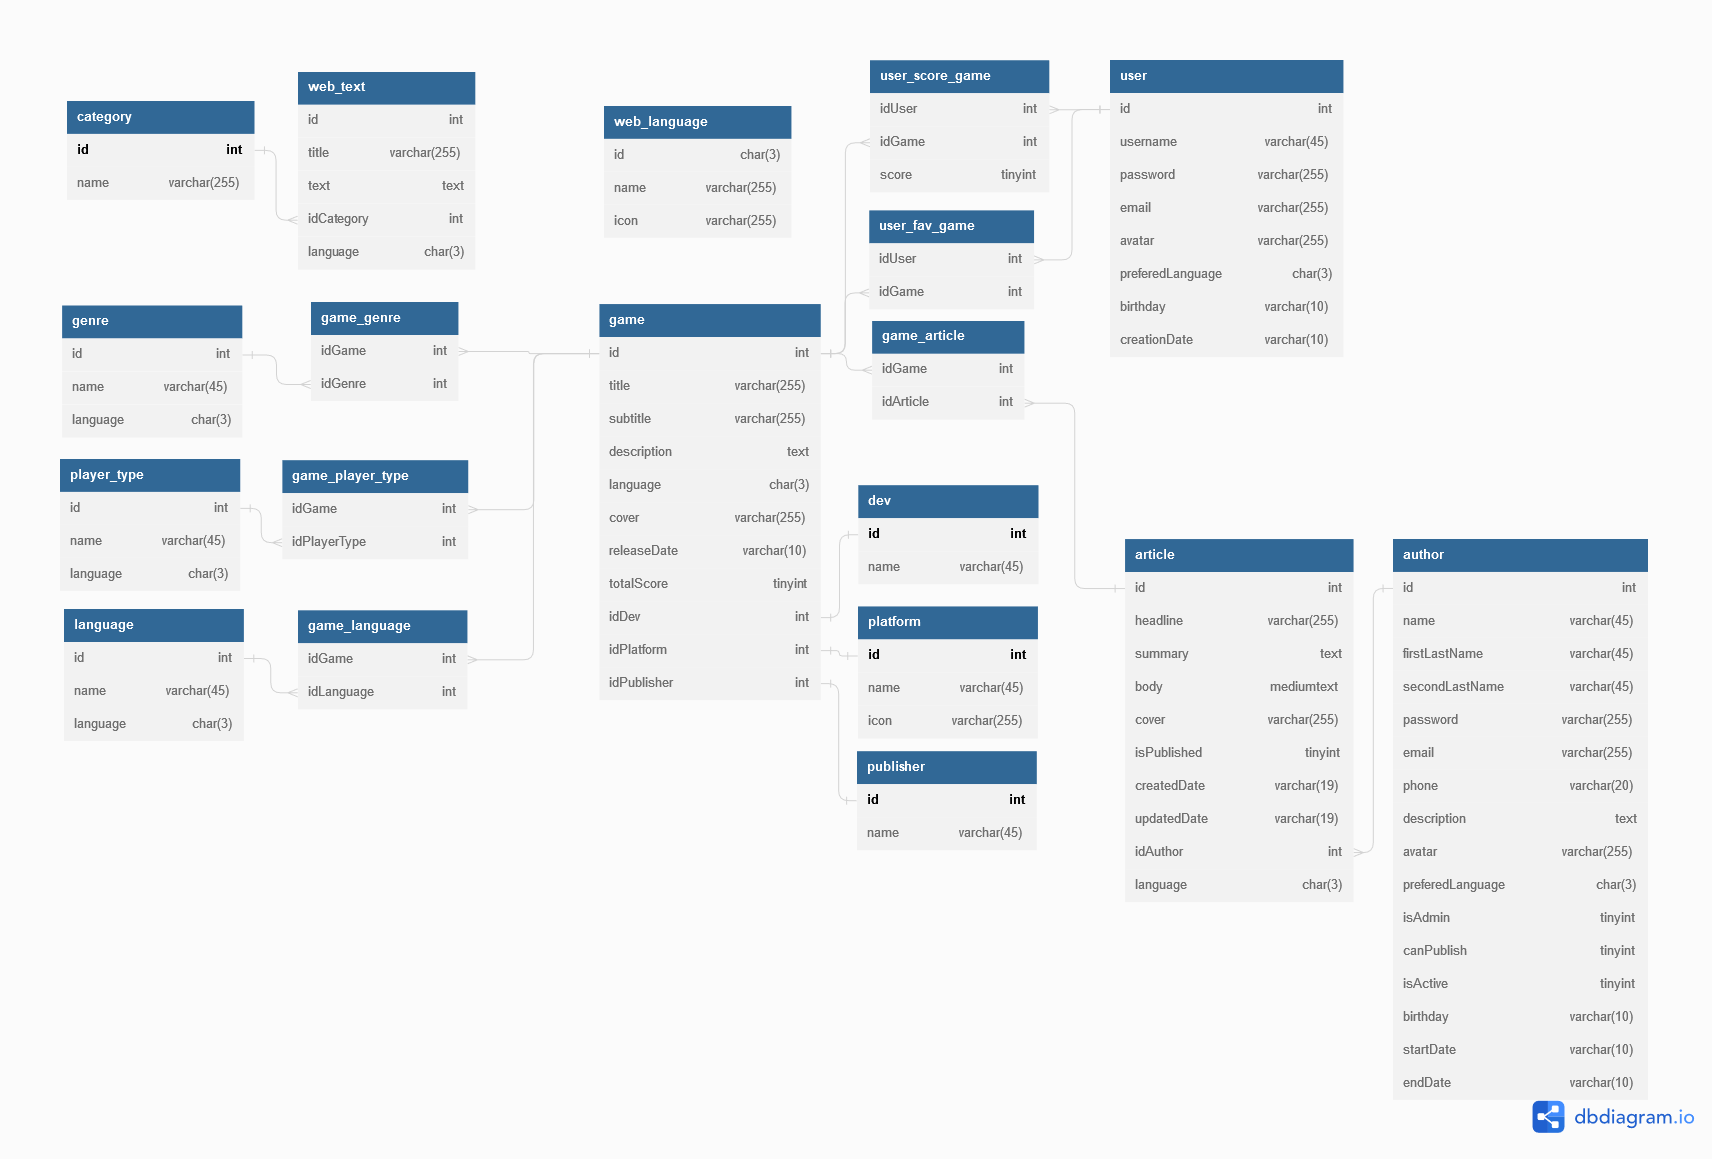 category
id int
name varchar(255)
web_text
id int
title varchar(255)
text text
idCategory int
language char(3)
web_language
id char(3)
name varchar(255)
icon varchar(255)
user_score_game
idUser int
idGame int
score tinyint
user
id int
username varchar(45)
password varchar(255)
email varchar(255)
avatar varchar(255)
preferedLanguage char(3)
birthday varchar(10)
creationDate varchar(10)
user_fav_game
idUser int
idGame int
genre
id int
name varchar(45)
language char(3)
game_genre
idGame int
idGenre int
game
id int
title varchar(255)
subtitle varchar(255)
description text
language char(3)
cover varchar(255)
releaseDate varchar(10)
totalScore tinyint
idDev int
idPlatform int
idPublisher int
game_article
idGame int
idArticle int
player_type
id int
name varchar(45)
language char(3)
game_player_type
idGame int
idPlayerType int
language
id int
name varchar(45)
language char(3)
game_language
idGame int
idLanguage int
dev
id int
name varchar(45)
platform
id int
name varchar(45)
icon varchar(255)
publisher
id int
name varchar(45)
article
id int
headline varchar(255)
summary text
body mediumtext
cover varchar(255)
isPublished tinyint
createdDate varchar(19)
updatedDate varchar(19)
idAuthor int
language char(3)
author
id int
name varchar(45)
firstLastName varchar(45)
secondLastName varchar(45)
password varchar(255)
email varchar(255)
phone varchar(20)
description text
avatar varchar(255)
preferedLanguage char(3)
isAdmin tinyint
canPublish tinyint
isActive tinyint
birthday varchar(10)
startDate varchar(10)
endDate varchar(10)
dbdiagram.io